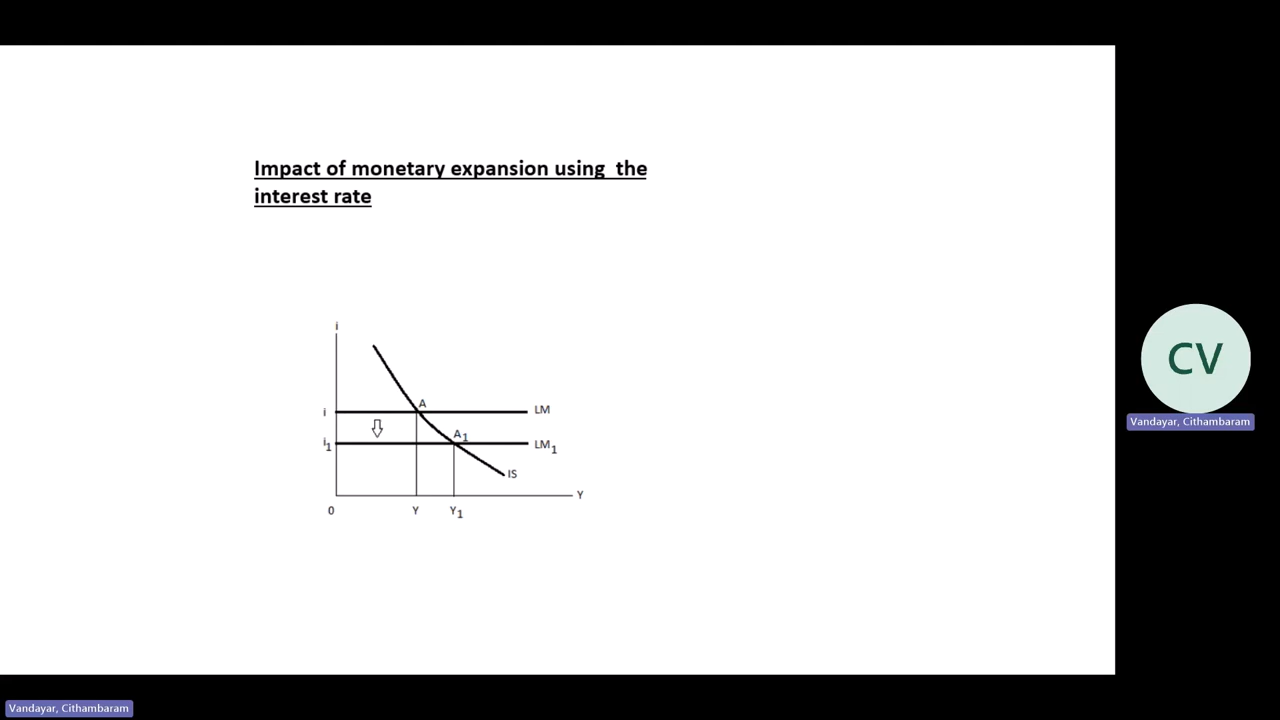 Impact of monetary expansion using the
interest rate
i
A
i
LM
A1
i1
LM1
IS
Y
0
Y
Y1
CV
Vandayar, Cithambaram
Vandayar, Cithambaram